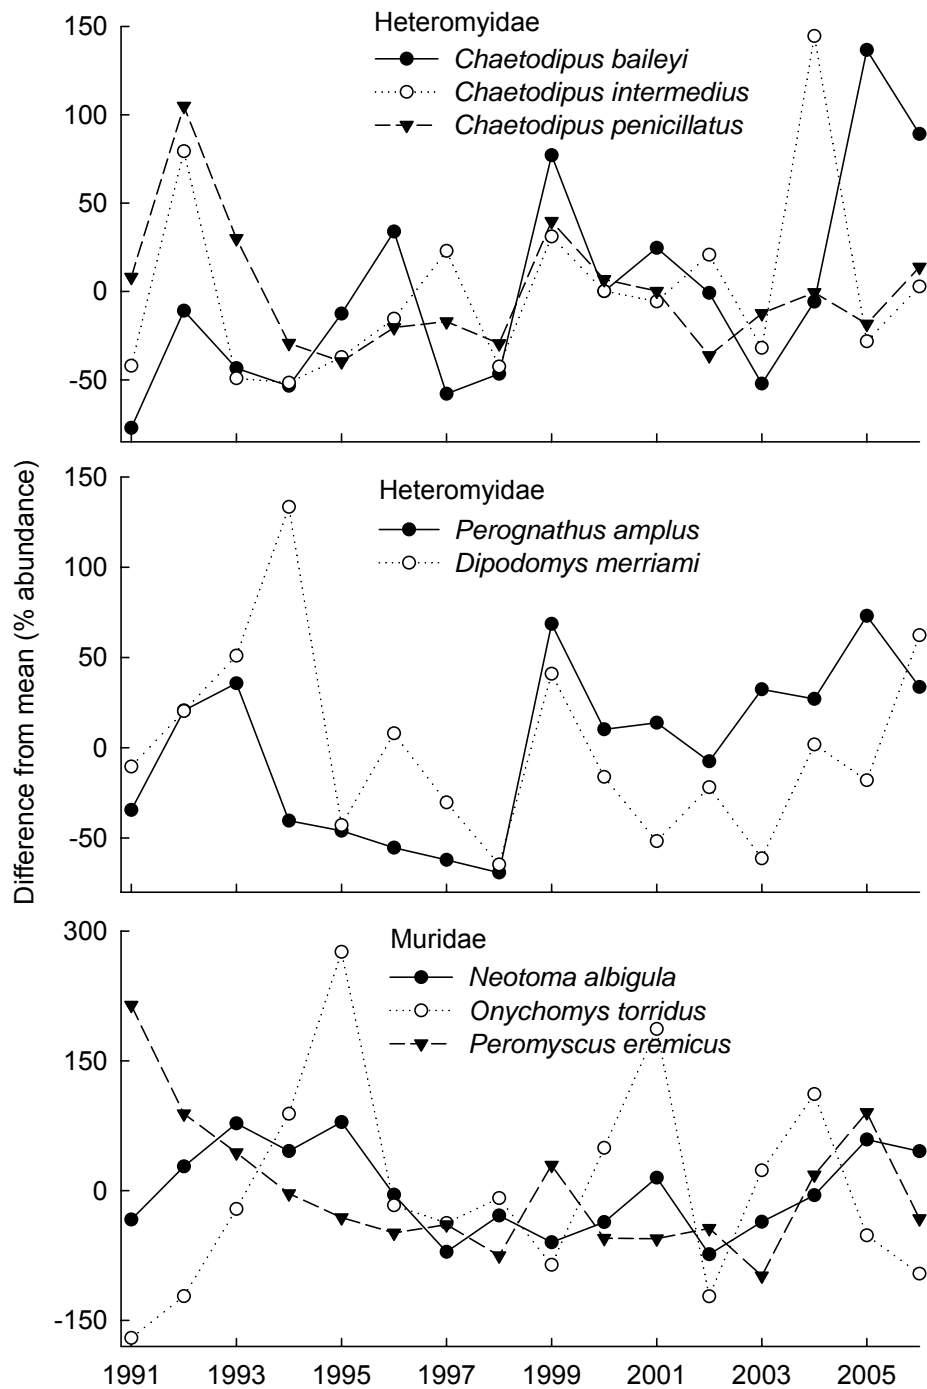 Heteromyidae
Chaetodipus baileyi
Chaetodipus intermedius
Chaetodipus penicillatus
150
100
50
0
-50
Difference from mean (% abundance)
Heteromyidae
Perognathus amplus
Dipodomys merriami
150
100
50
0
-50
Muridae
Neotoma albigula
Onychomys torridus
Peromyscus eremicus
300
150
0
-150
1991 1993 1995 1997 1999 2001 2003 2005